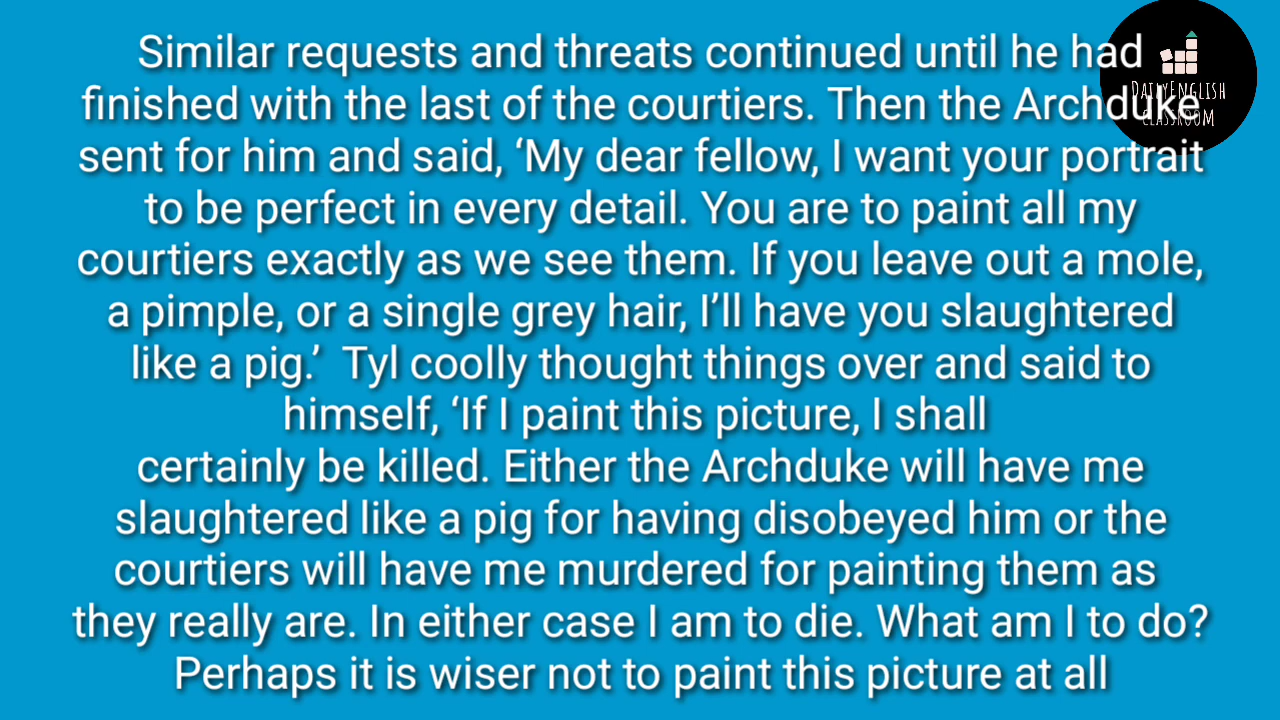 Similar requests and threats continued until he had
finished with the last of the courtiers. Then the Archduke
sent for him and said, ‘My dear fellow, I want your portrait
to be perfect in every detail. You are to paint all my
courtiers exactly as we see them. If you leave out a mole,
a pimple, or a single grey hair, I’ll have you slaughtered
like a pig.’  Tyl coolly thought things over and said to
himself, ‘If I paint this picture, I shall
certainly be killed. Either the Archduke will have me
slaughtered like a pig for having disobeyed him or the
courtiers will have me murdered for painting them as
they really are. In either case I am to die. What am I to do?
Perhaps it is wiser not to paint this picture at all
DailyEnglish
Classroom